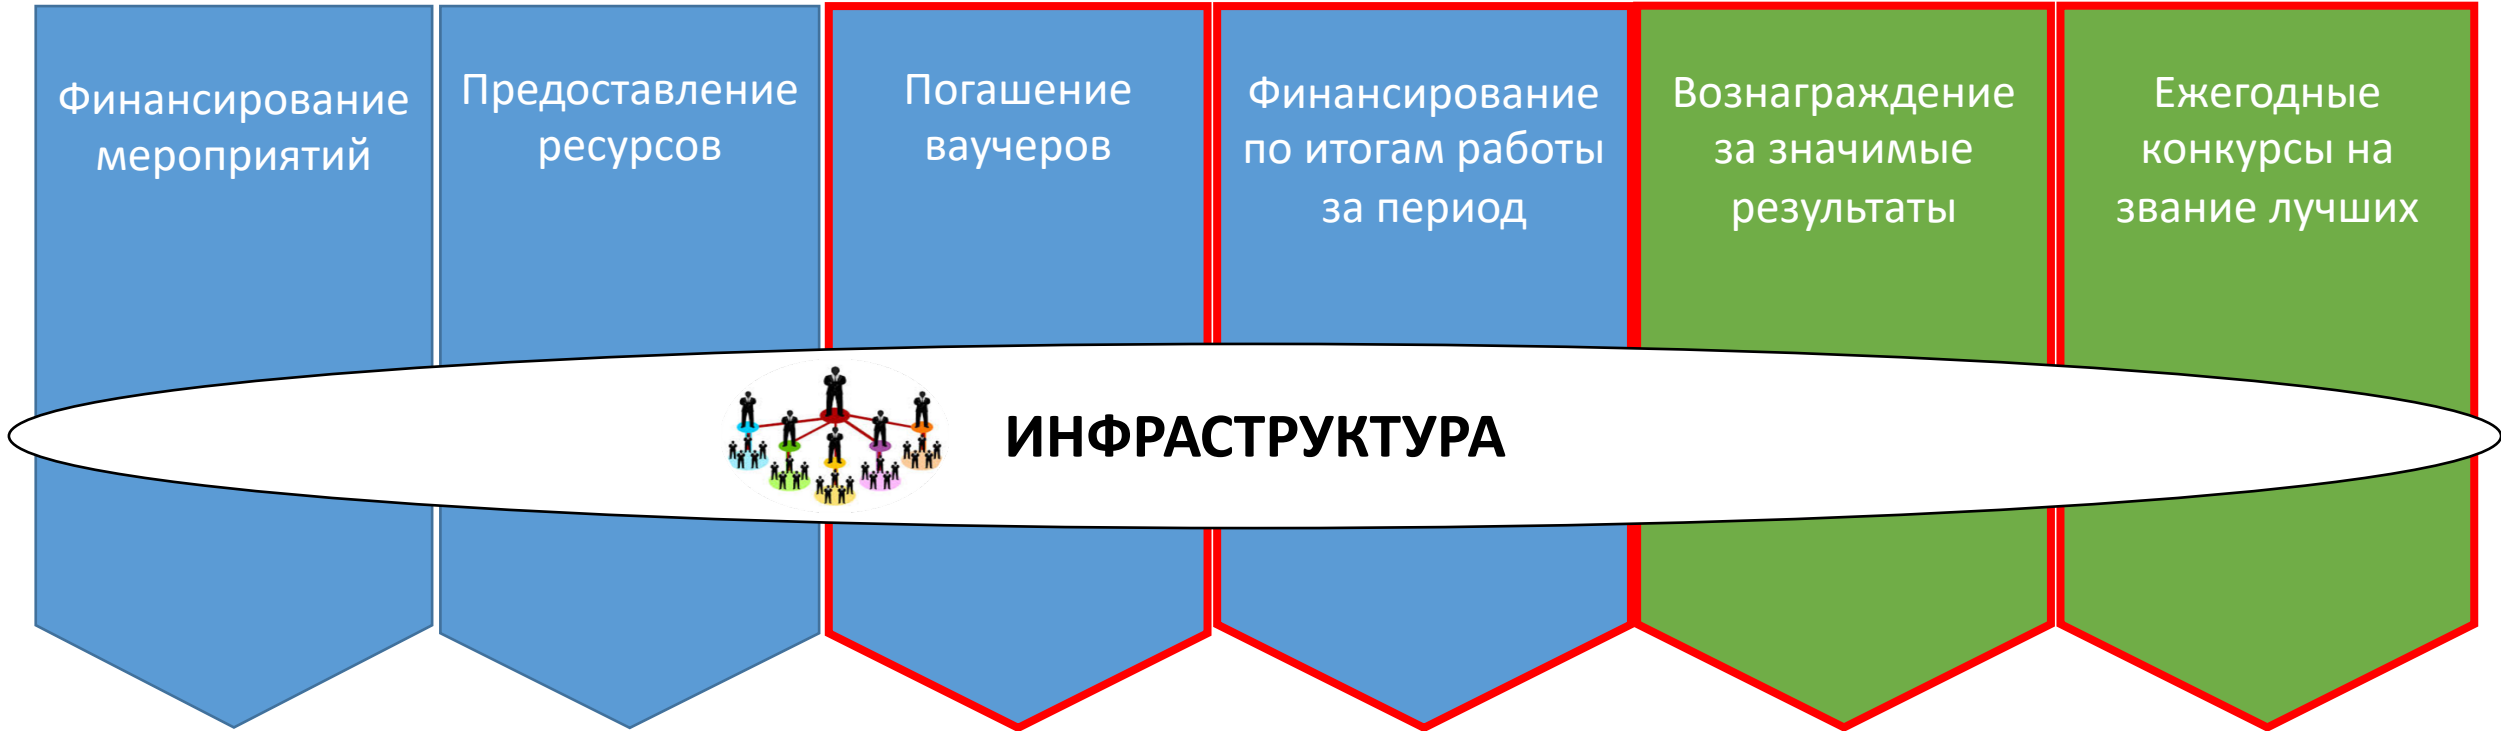 Финансирование
мероприятий
Предоставление
ресурсов
Погашение
ваучеров
Финансирование
по итогам работы
за период
Вознаграждение
за значимые
результаты
Ежегодные
конкурсы на
звание лучших
ИНФРАСТРУКТУРА